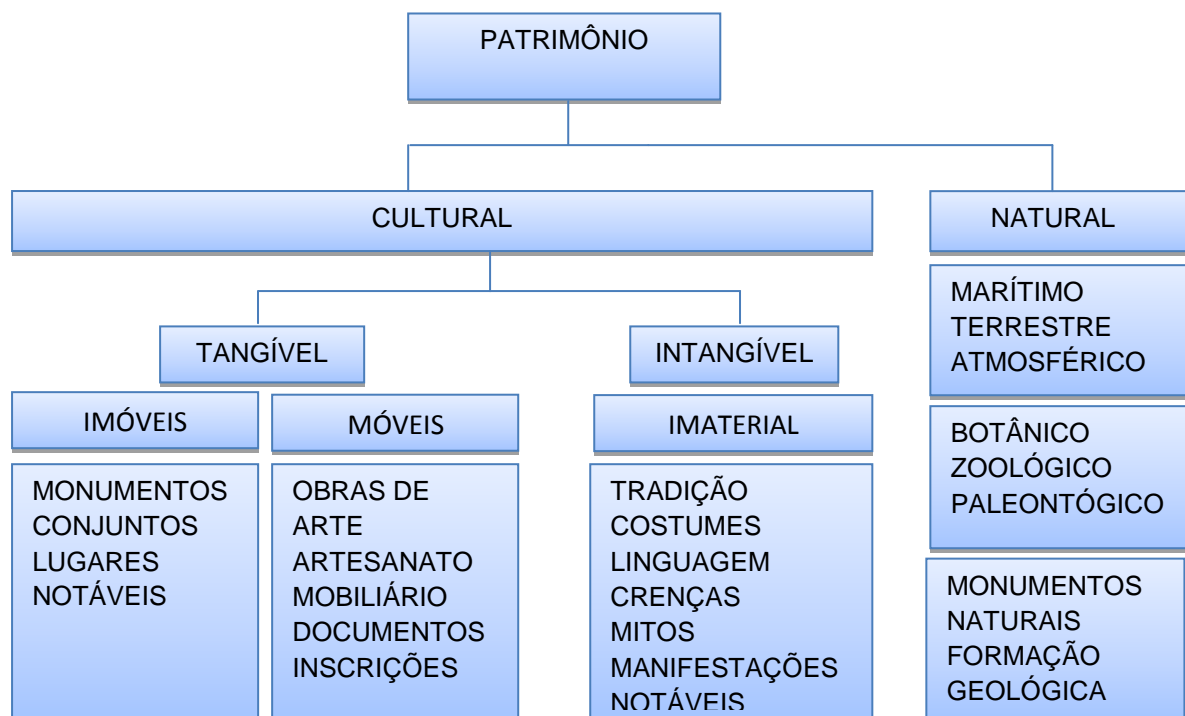 PATRIMÔNIO
CULTURAL
NATURAL
TANGÍVEL
INTANGÍVEL
IMÓVEIS
MÓVEIS
IMATERIAL
MONUMENTOS
CONJUNTOS
LUGARES
NOTÁVEIS
OBRAS DE
ARTE
ARTESANATO
MOBILIÁRIO
DOCUMENTOS
INSCRIÇÕES
TRADIÇÃO
COSTUMES
LINGUAGEM
CRENÇAS
MITOS
MANIFESTAÇÕES
NOTÁVEIS
MARÍTIMO
TERRESTRE
ATMOSFÉRICO
BOTÂNICO
ZOOLÓGICO
PALEONTÓGICO
MONUMENTOS
NATURAIS
FORMAÇÃO
GEOLÓGICA